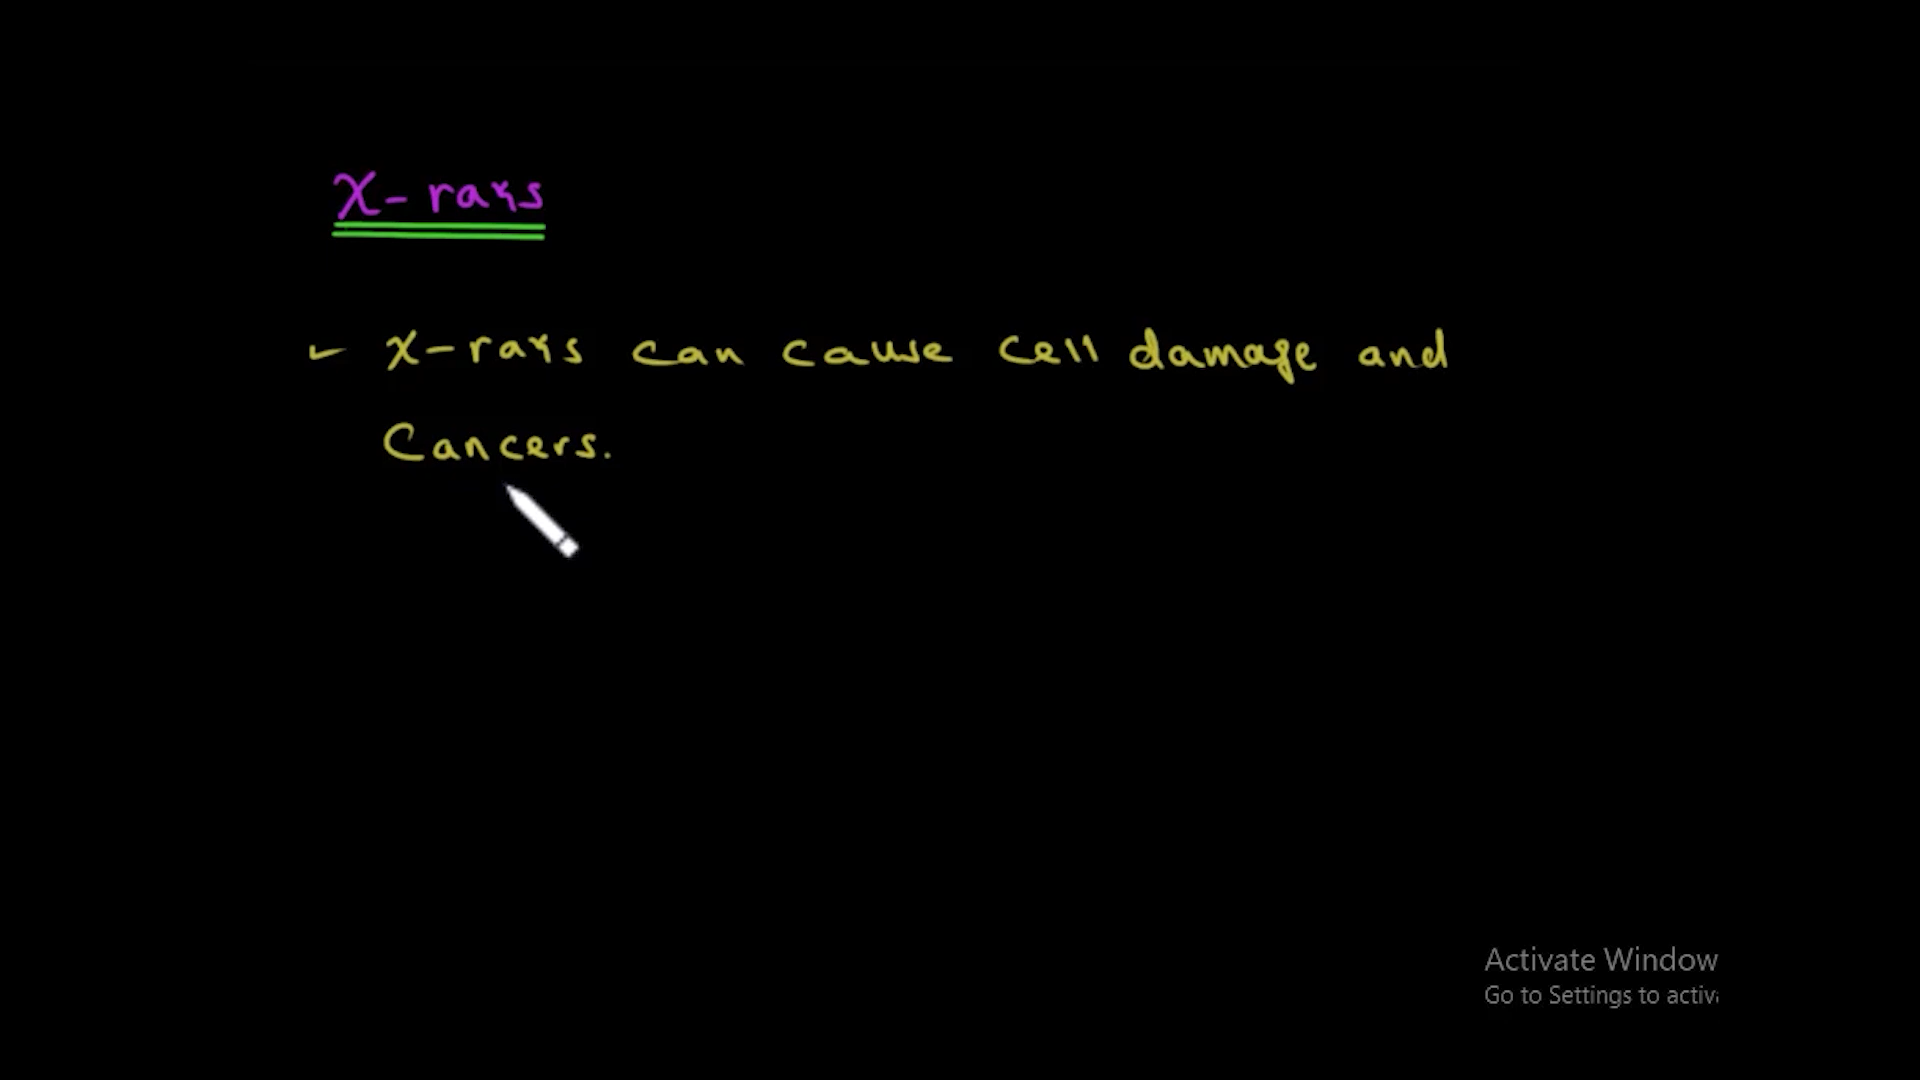 X-rays
X-rays can cause cell damage and
Cancers.
Activate Window
Go to Settings to activ